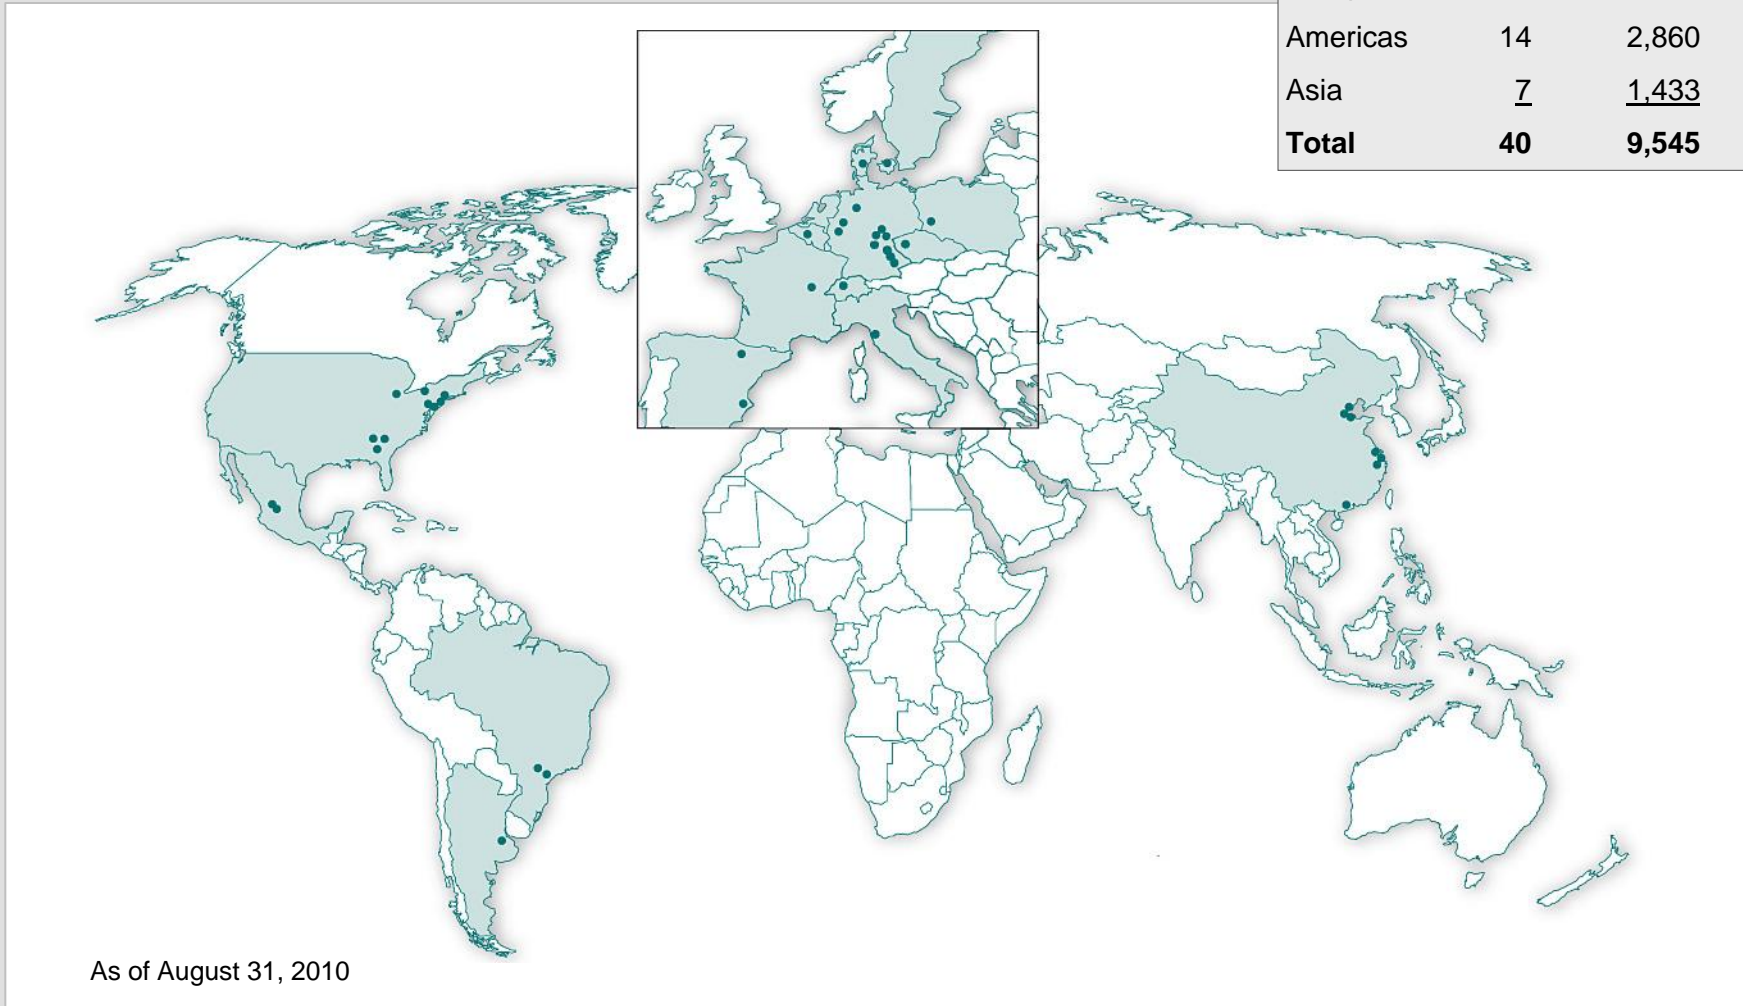 Americas 14 2,860
Asia 7 1,433
Total 40 9,545
As of August 31, 2010